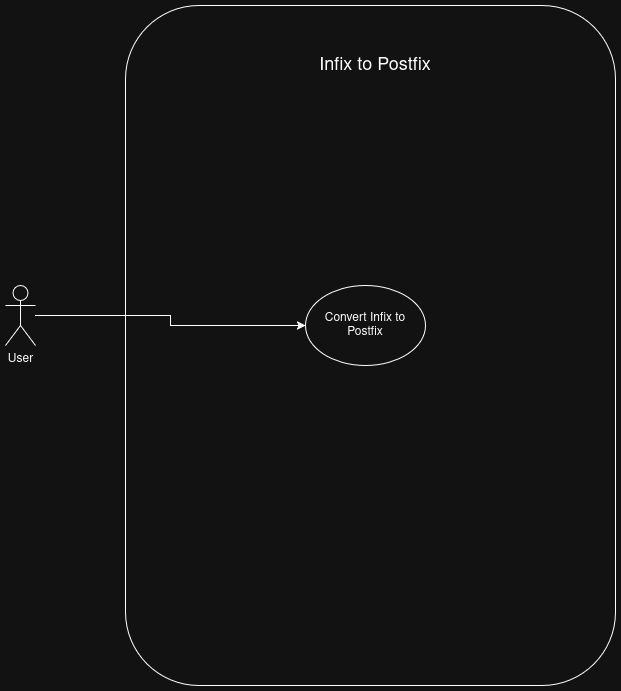 Infix to Postfix
Convert Infix to
Postfix
User